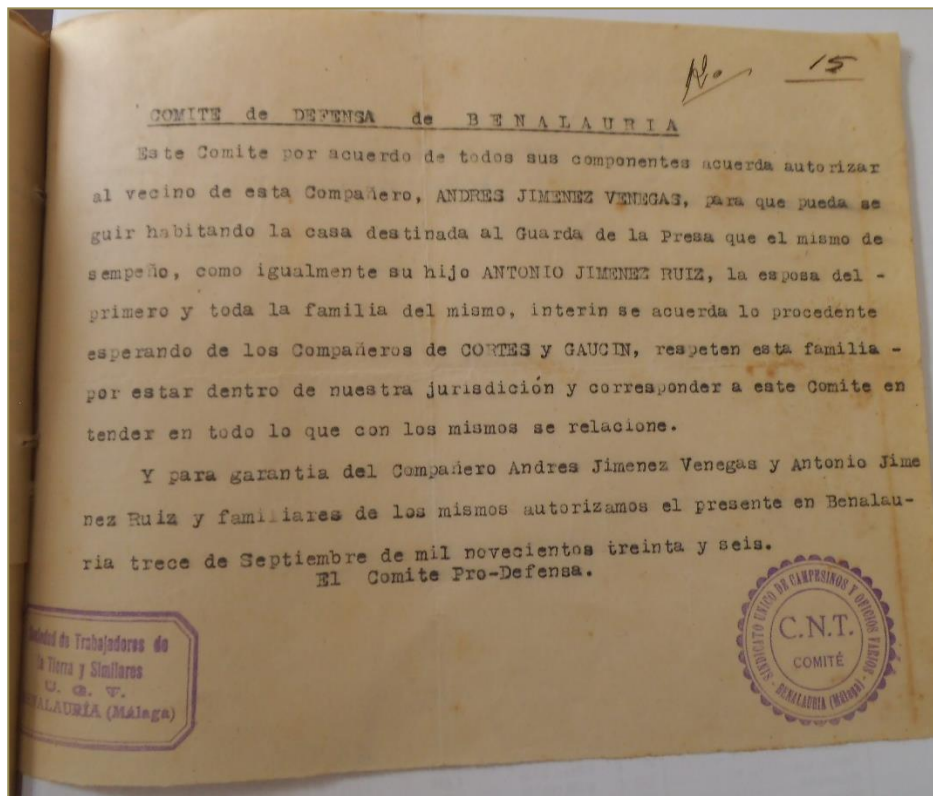 No. 15
COMITE de DEFENSA de BENALAURIA
Este Comite por acuerdo de todos sus componentes acuerda autorizar
al vecino de esta Compañero, ANDRES JIMENEZ VENEGAS, para que pueda se
guir habitando la casa destinada al Guarda de la Presa que el mismo de
sempeño, como igualmente su hijo ANTONIO JIMENEZ RUIZ, la esposa del -
primero y toda la familia del mismo, interin se acuerda lo procedente
esperando de los Compañeros de CORTES y GAUCIN, respeten esta familia -
por estar dentro de nuestra jurisdición y corresponder a este Comite en
tender en todo lo que con los mismos se relacione.
Y para garantia del Compañero Andres Jimenez Venegas y Antonio Jime
nez Ruiz y familiares de los mismos autorizamos el presente en Benalau-
ria trece de Septiembre de mil novecientos treinta y seis.
El Comite Pro-Defensa.
Sociedad de Trabajadores de
la Tierra y Similares
U. G. T.
BENALAURÍA (Málaga)
SINDICATO UNICO DE CAMPESINOS Y OFICIOS VARIOS
C.N.T.
COMITÉ
- BENALAURIA (Málaga) -